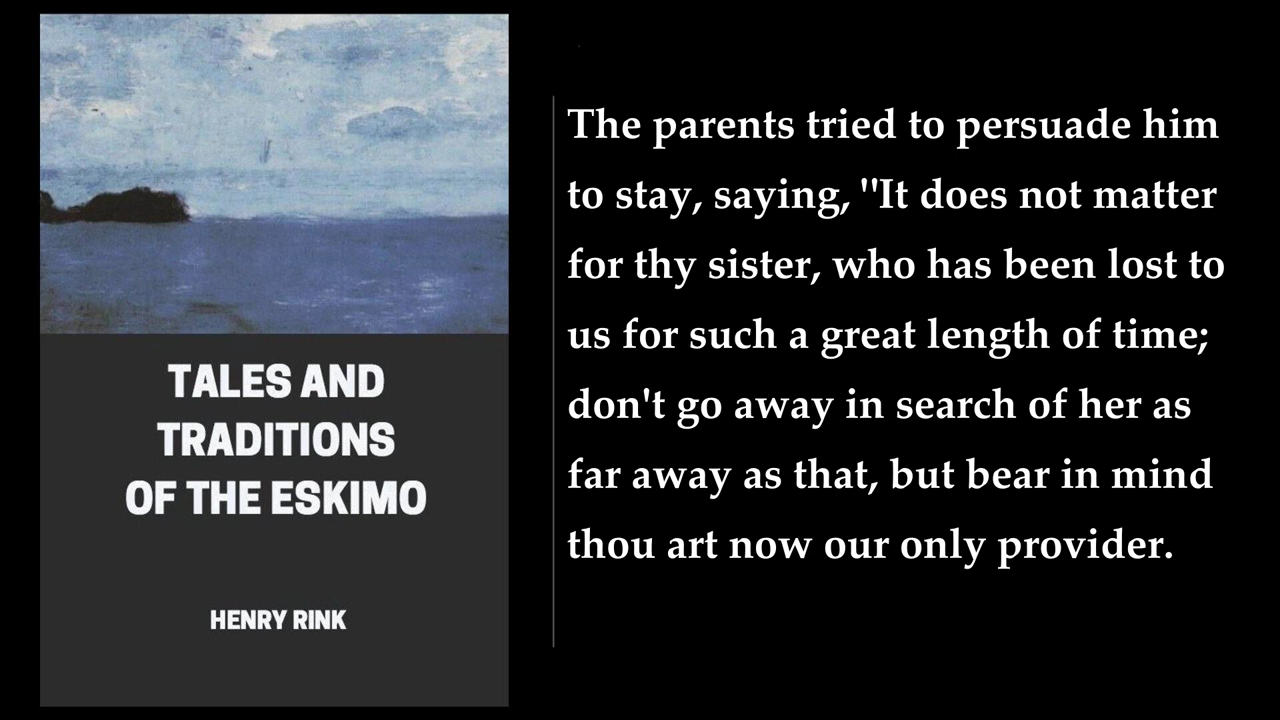 TALES AND
TRADITIONS
OF THE ESKIMO
HENRY RINK
The parents tried to persuade him
to stay, saying, "It does not matter
for thy sister, who has been lost to
us for such a great length of time;
don't go away in search of her as
far away as that, but bear in mind
thou art now our only provider.